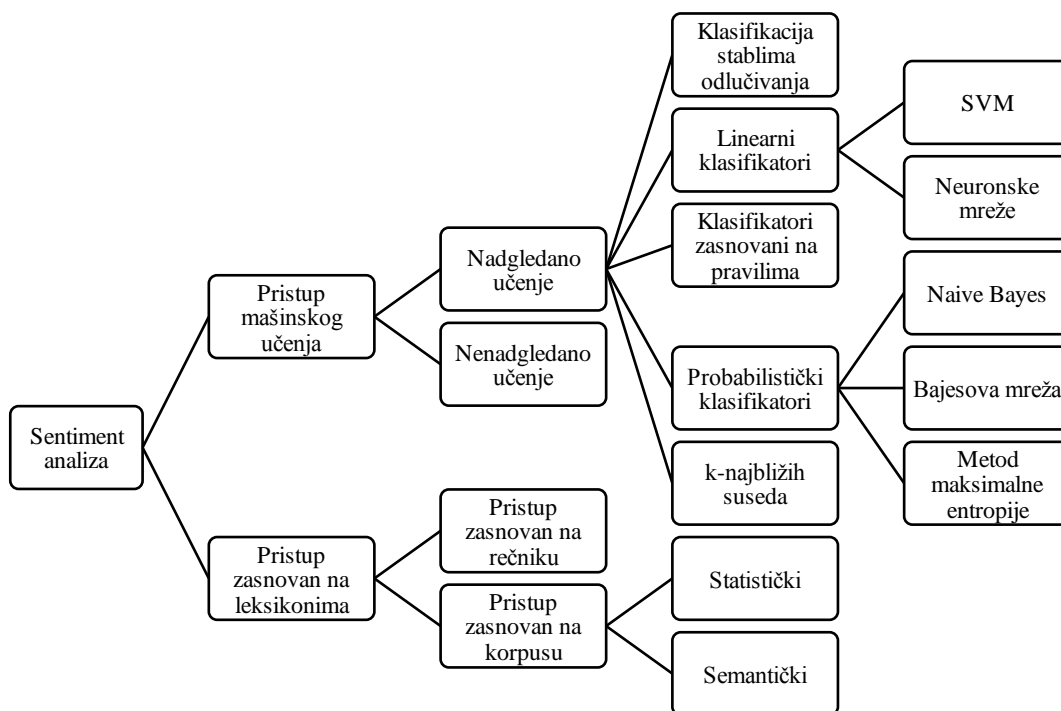 Sentiment
analiza
Pristup
mašinskog
učenja
Pristup
zasnovan na
leksikonima
Nadgledano
učenje
Nenadgledano
učenje
Pristup
zasnovan na
rečniku
Pristup
zasnovan na
korpusu
Klasifikacija
stablima
odlučivanja
Linearni
klasifikatori
Klasifikatori
zasnovani na
pravilima
Probabilistički
klasifikatori
k-najbližih
suseda
Statistički
Semantički
SVM
Neuronske
mreže
Naive Bayes
Bajesova mreža
Metod
maksimalne
entropije